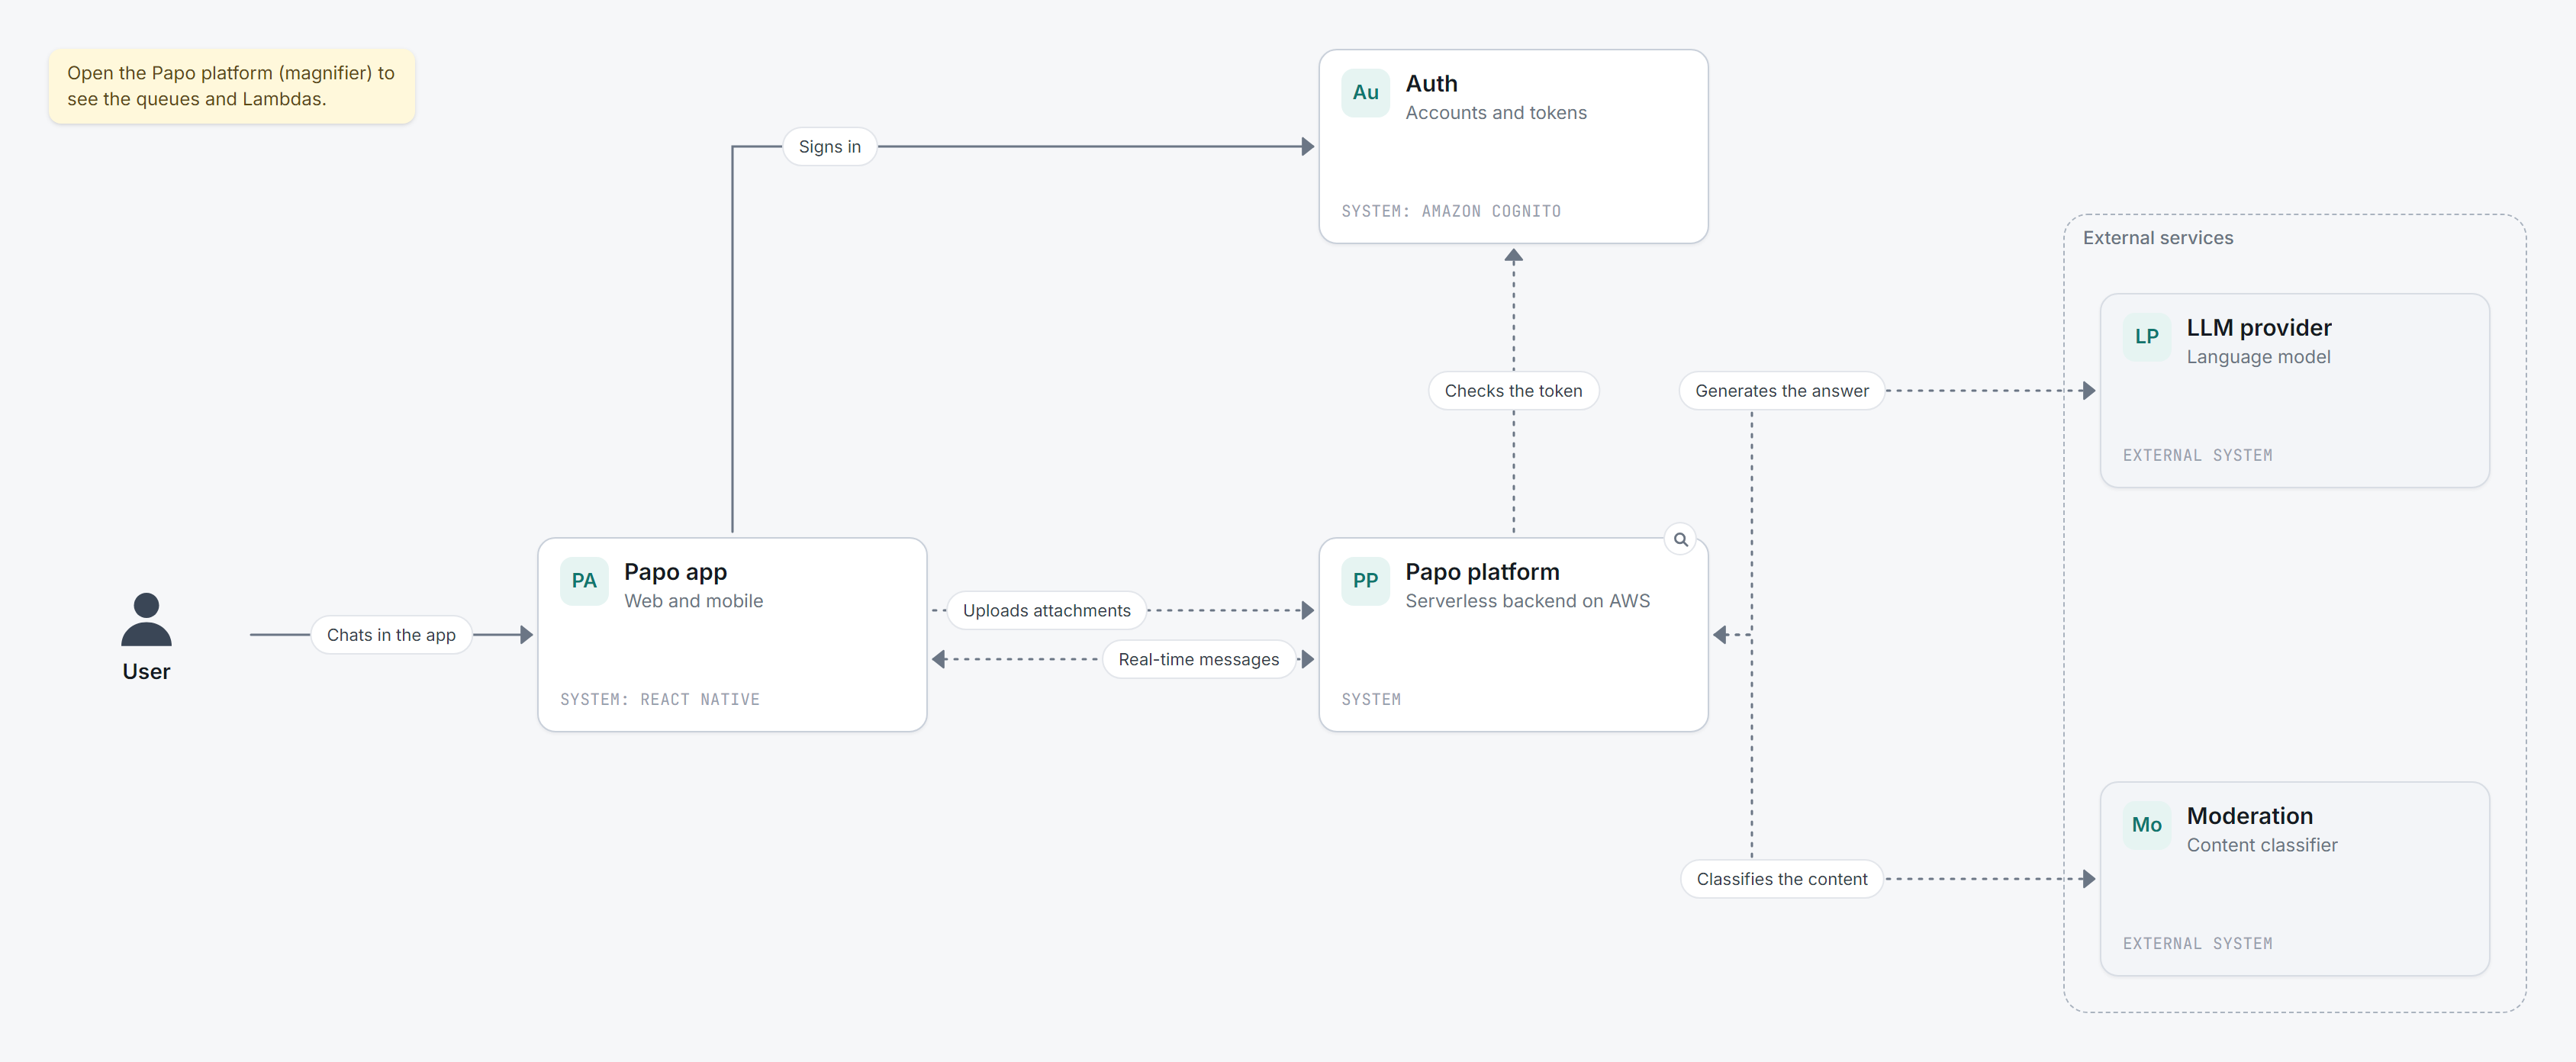 Open the Papo platform (magnifier) to
see the queues and Lambdas.
Au
Auth
Accounts and tokens
SYSTEM: AMAZON COGNITO
Signs in
External services
LP
LLM provider
Language model
EXTERNAL SYSTEM
Checks the token
Generates the answer
User
Chats in the app
PA
Papo app
Web and mobile
SYSTEM: REACT NATIVE
Uploads attachments
Real-time messages
PP
Papo platform
Serverless backend on AWS
SYSTEM
Classifies the content
Mo
Moderation
Content classifier
EXTERNAL SYSTEM